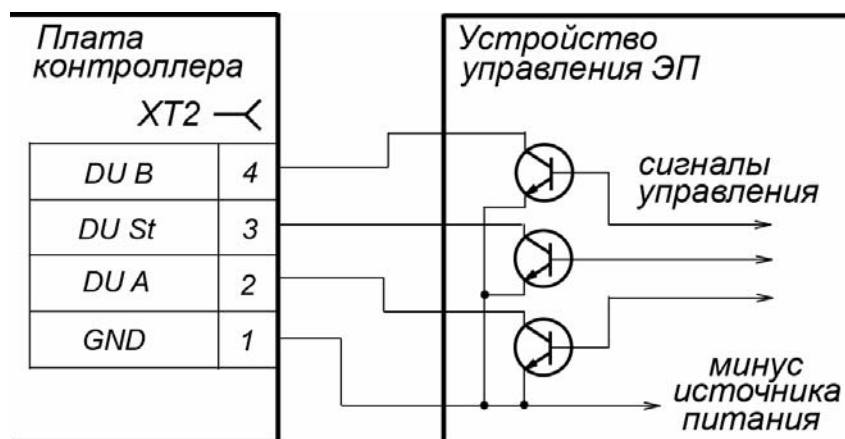 Плата
контроллера
XT2
DU B 4
DU St 3
DU A 2
GND 1
Устройство
управления ЭП
сигналы
управления
минус
источника
питания